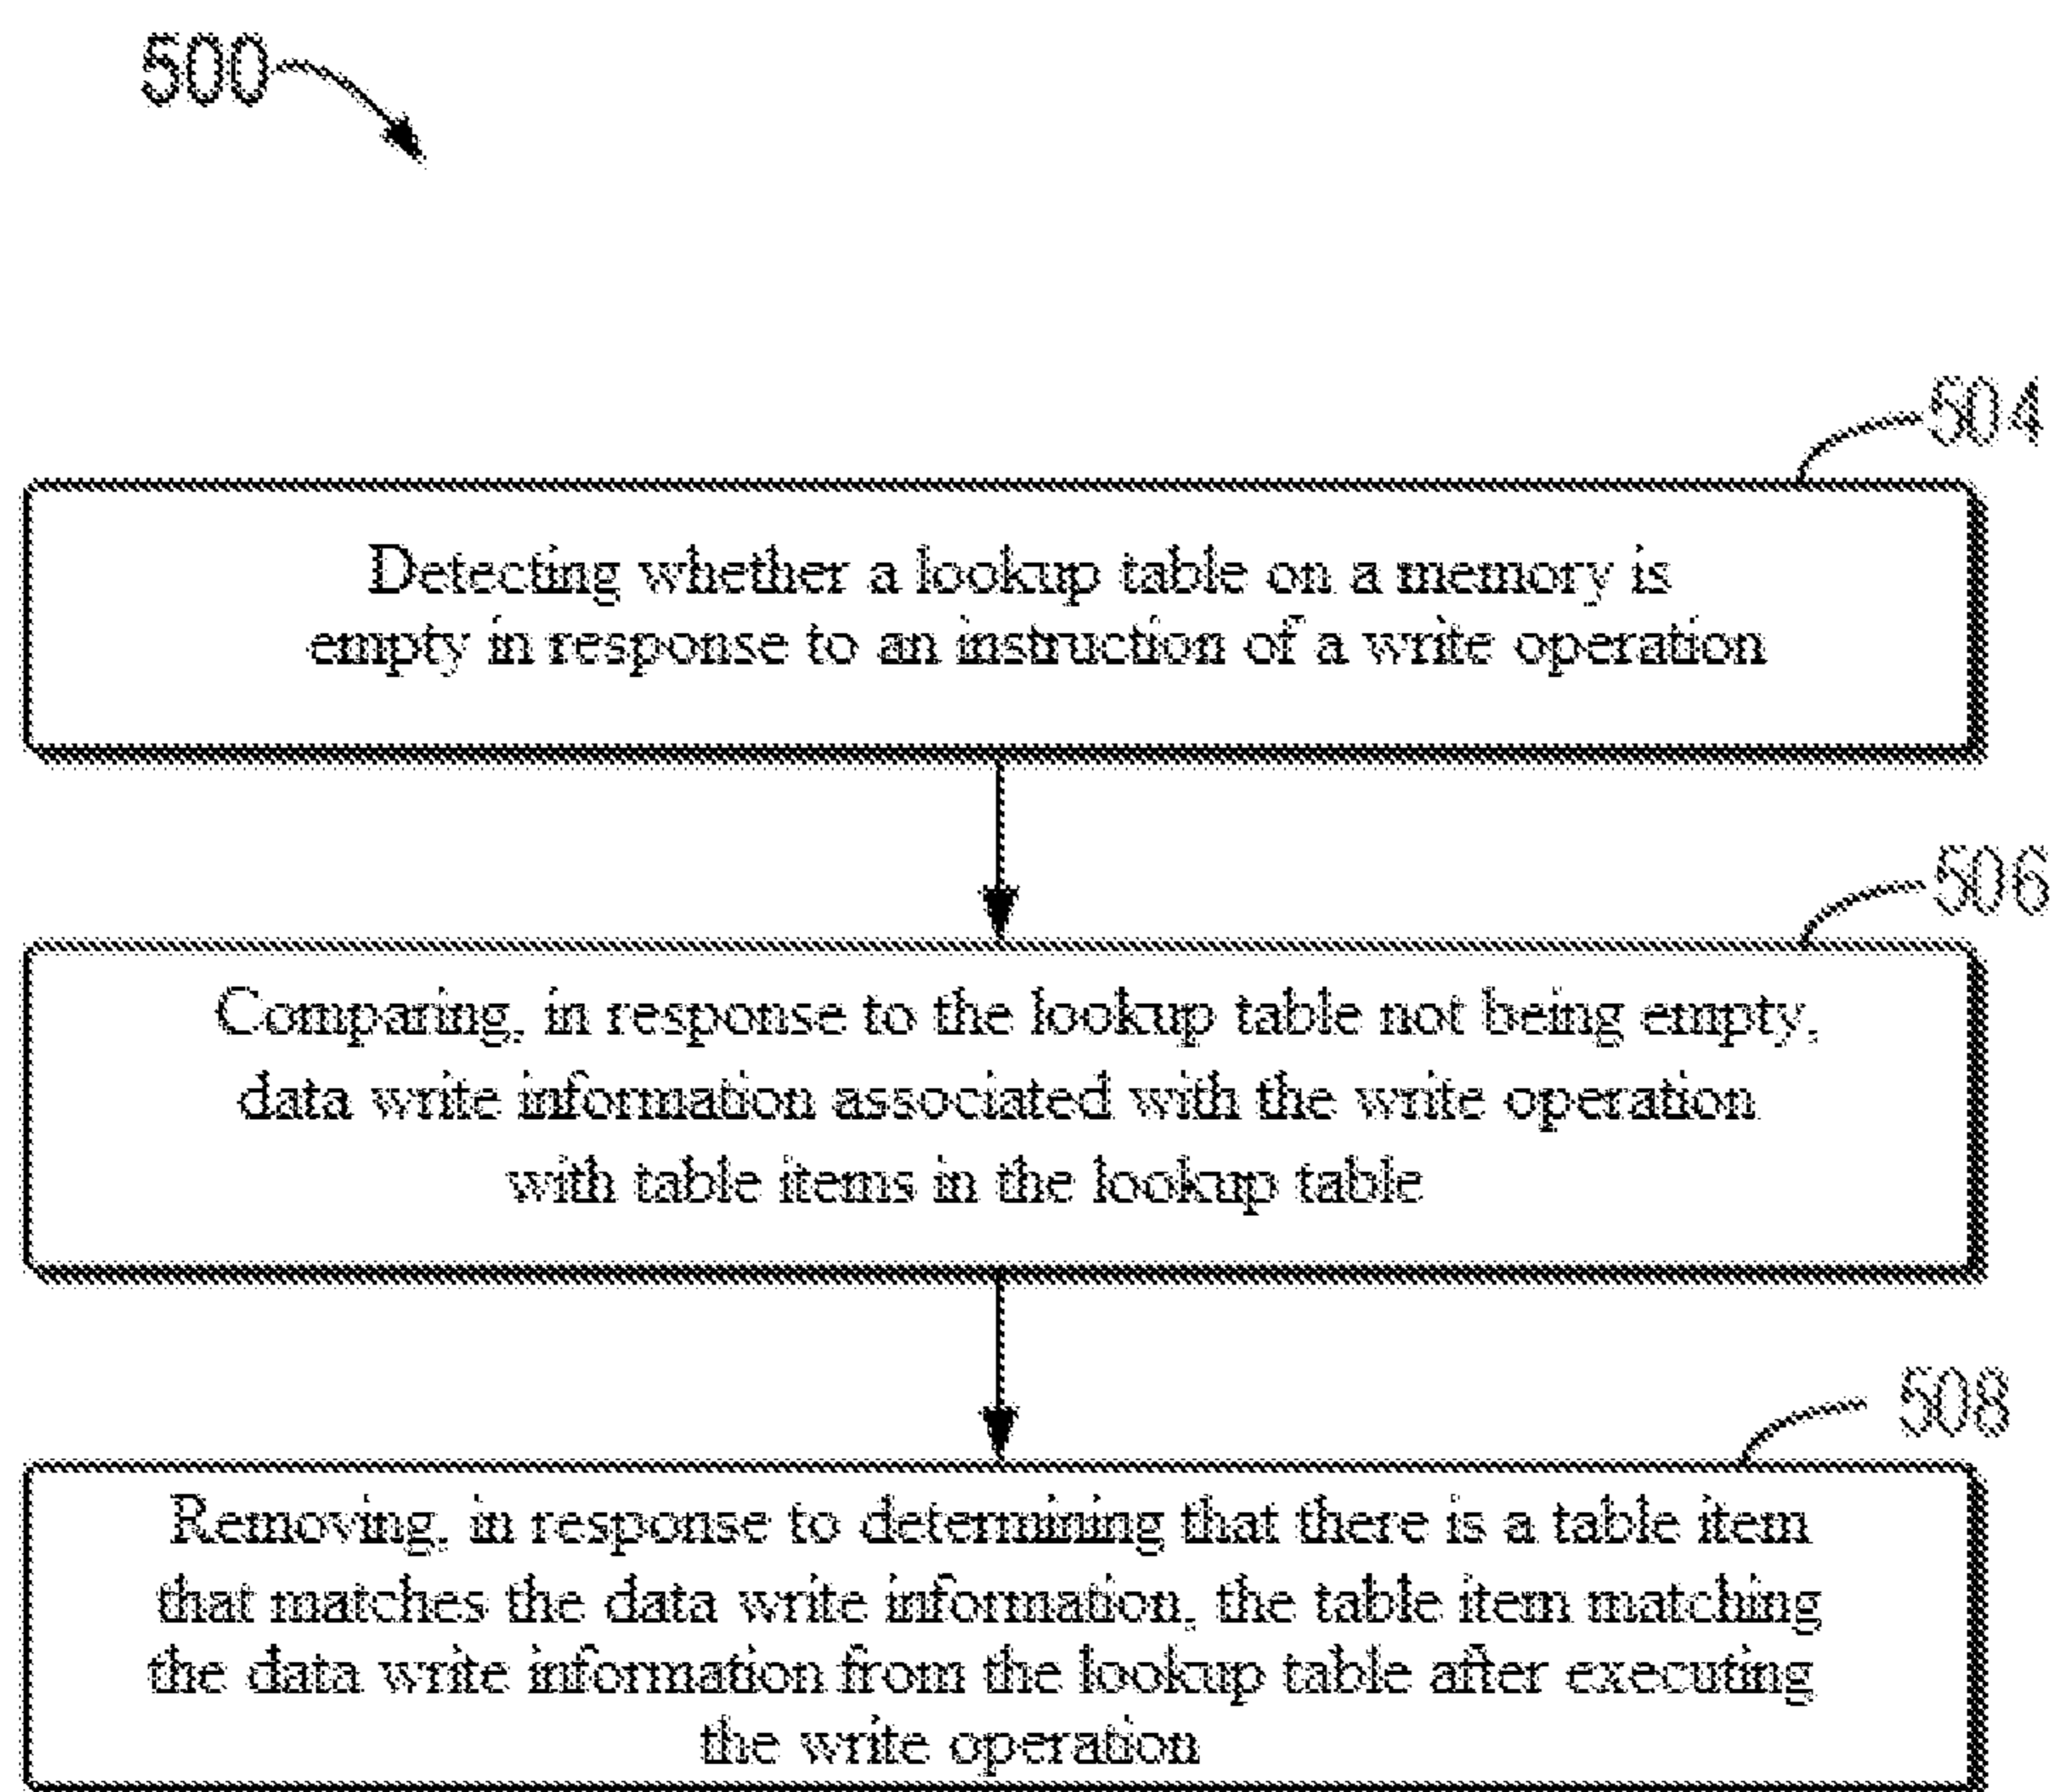 500
504
Detecting whether a lookup table on a memory is
empty in response to an instruction of a write operation
506
Comparing, in response to the lookup table not being empty,
data write information associated with the write operation
with table items in the lookup table
508
Removing, in response to determining that there is a table item
that matches the data write information, the table item matching
the data write information from the lookup table after executing
the write operation